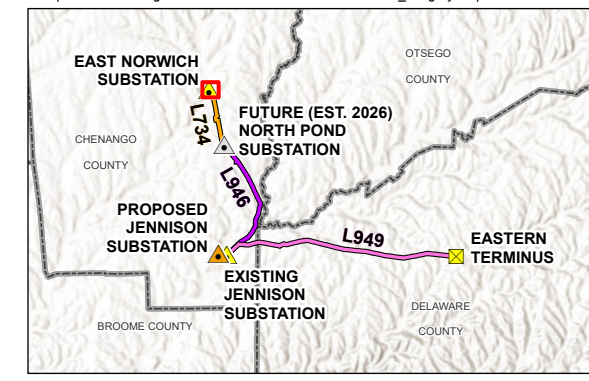 EAST NORWICH
SUBSTATION
OTSEGO
COUNTY
L734
FUTURE (EST. 2026)
NORTH POND
SUBSTATION
CHENANGO
COUNTY
L946
PROPOSED
JENNISON
SUBSTATION
L949
EASTERN
TERMINUS
EXISTING
JENNISON
SUBSTATION
DELAWARE
COUNTY
BROOME COUNTY